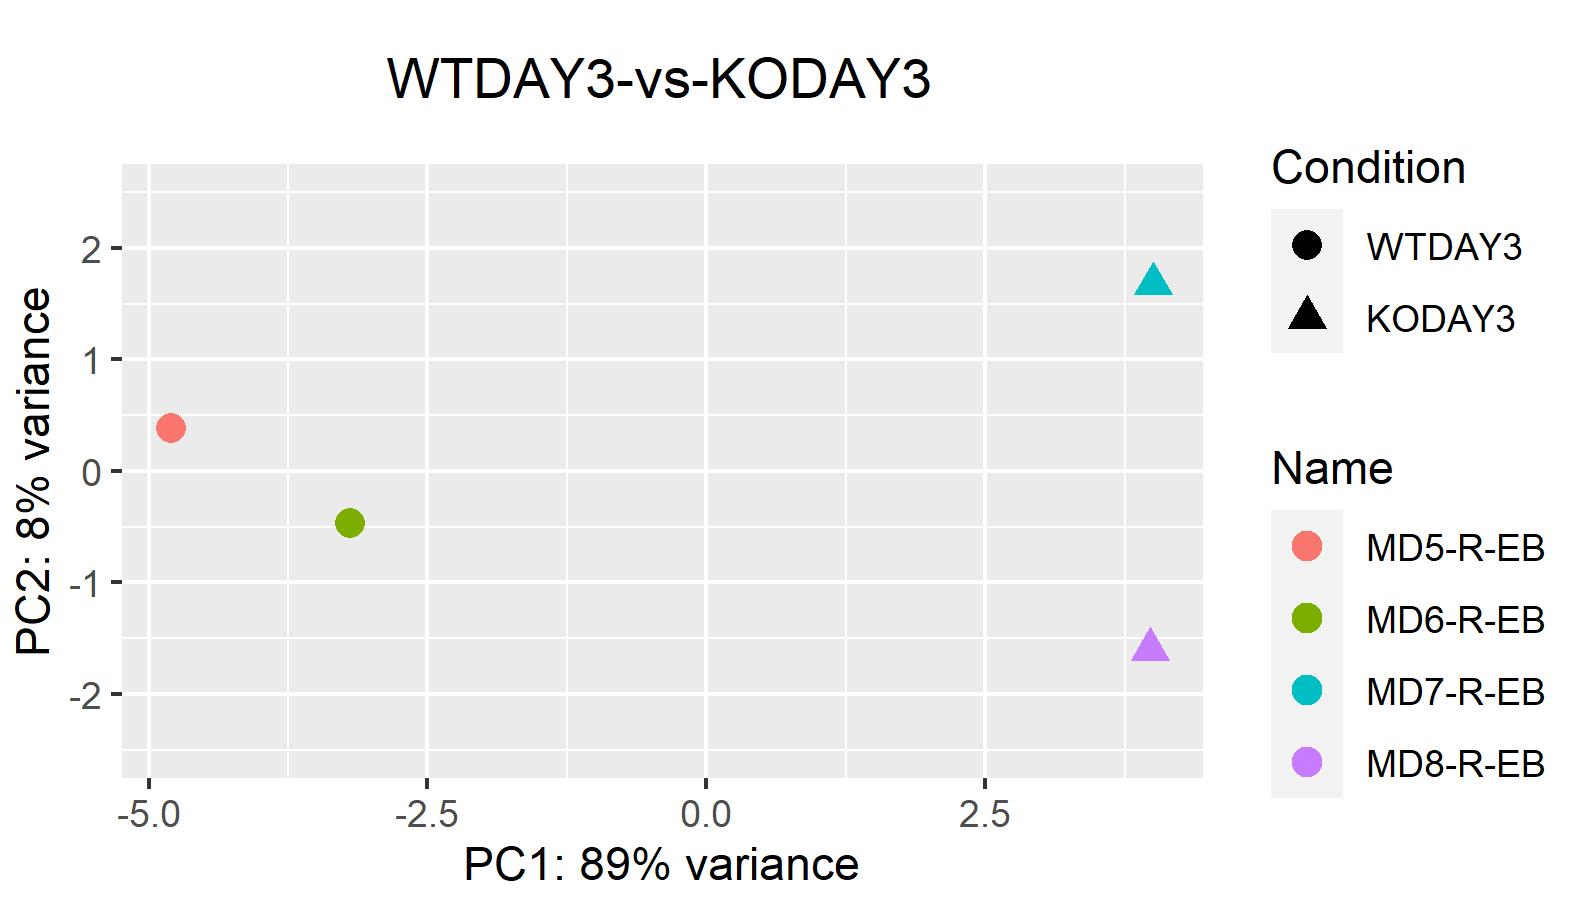 WTDAY3-vs-KODAY3
PC2: 8% variance
2
1
0
-1
-2
-5.0
-2.5
0.0
2.5
PC1: 89% variance
Condition
WTDAY3
KODAY3
Name
MD5-R-EB
MD6-R-EB
MD7-R-EB
MD8-R-EB